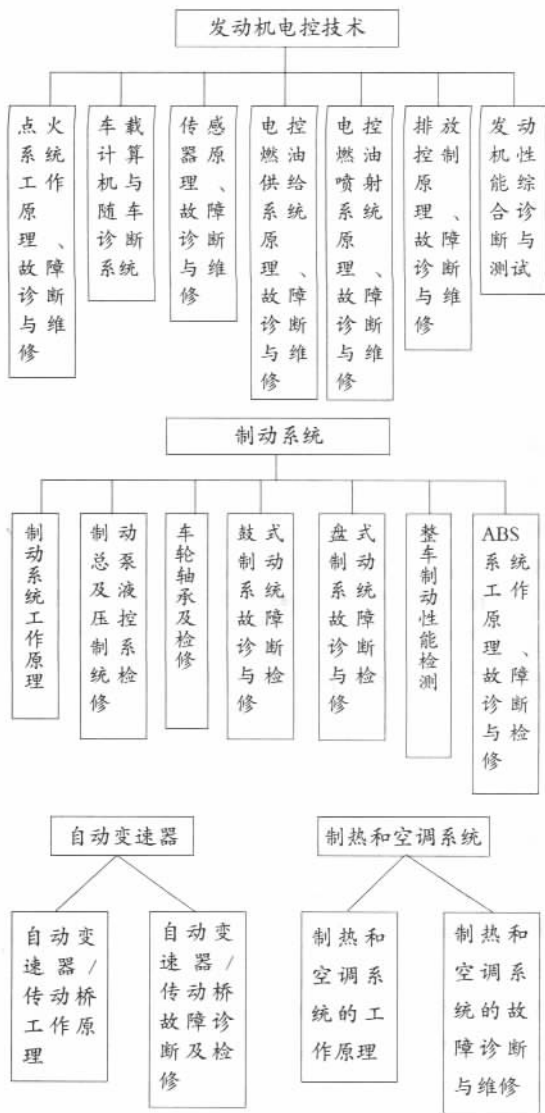 发动机电控技术
点火
系统
工作
原
理、
故障
诊断
与维
修
车载
计算
机与
随车
诊断
系统
传感
器原
理、
故障
诊断
与维
修
电控
燃油
供给
系统
原
理、
故障
诊断
与维
修
电控
燃油
喷射
系统
原
理、
故障
诊断
与维
修
排放
控制
原
理、
故障
诊断
与维
修
发动
机性
能综
合诊
断与
测试
制动系统
制动系统工作原理
制动
总泵
及液
压控
制系
统检
修
车轮轴承及检修
鼓式
制动
系统
故障
诊断
与检
修
盘式
制动
系统
故障
诊断
与检
修
整车制动性能检测
ABS
系统
工作
原
理、
故障
诊断
与检
修
自动变速器
自动变
速器/
传动桥
工作原
理
自动变
速器/
传动桥
故障诊
断及检
修
制热和空调系统
制热和
空调系
统的工
作原理
制热和
空调系
统的故
障诊断
与维修